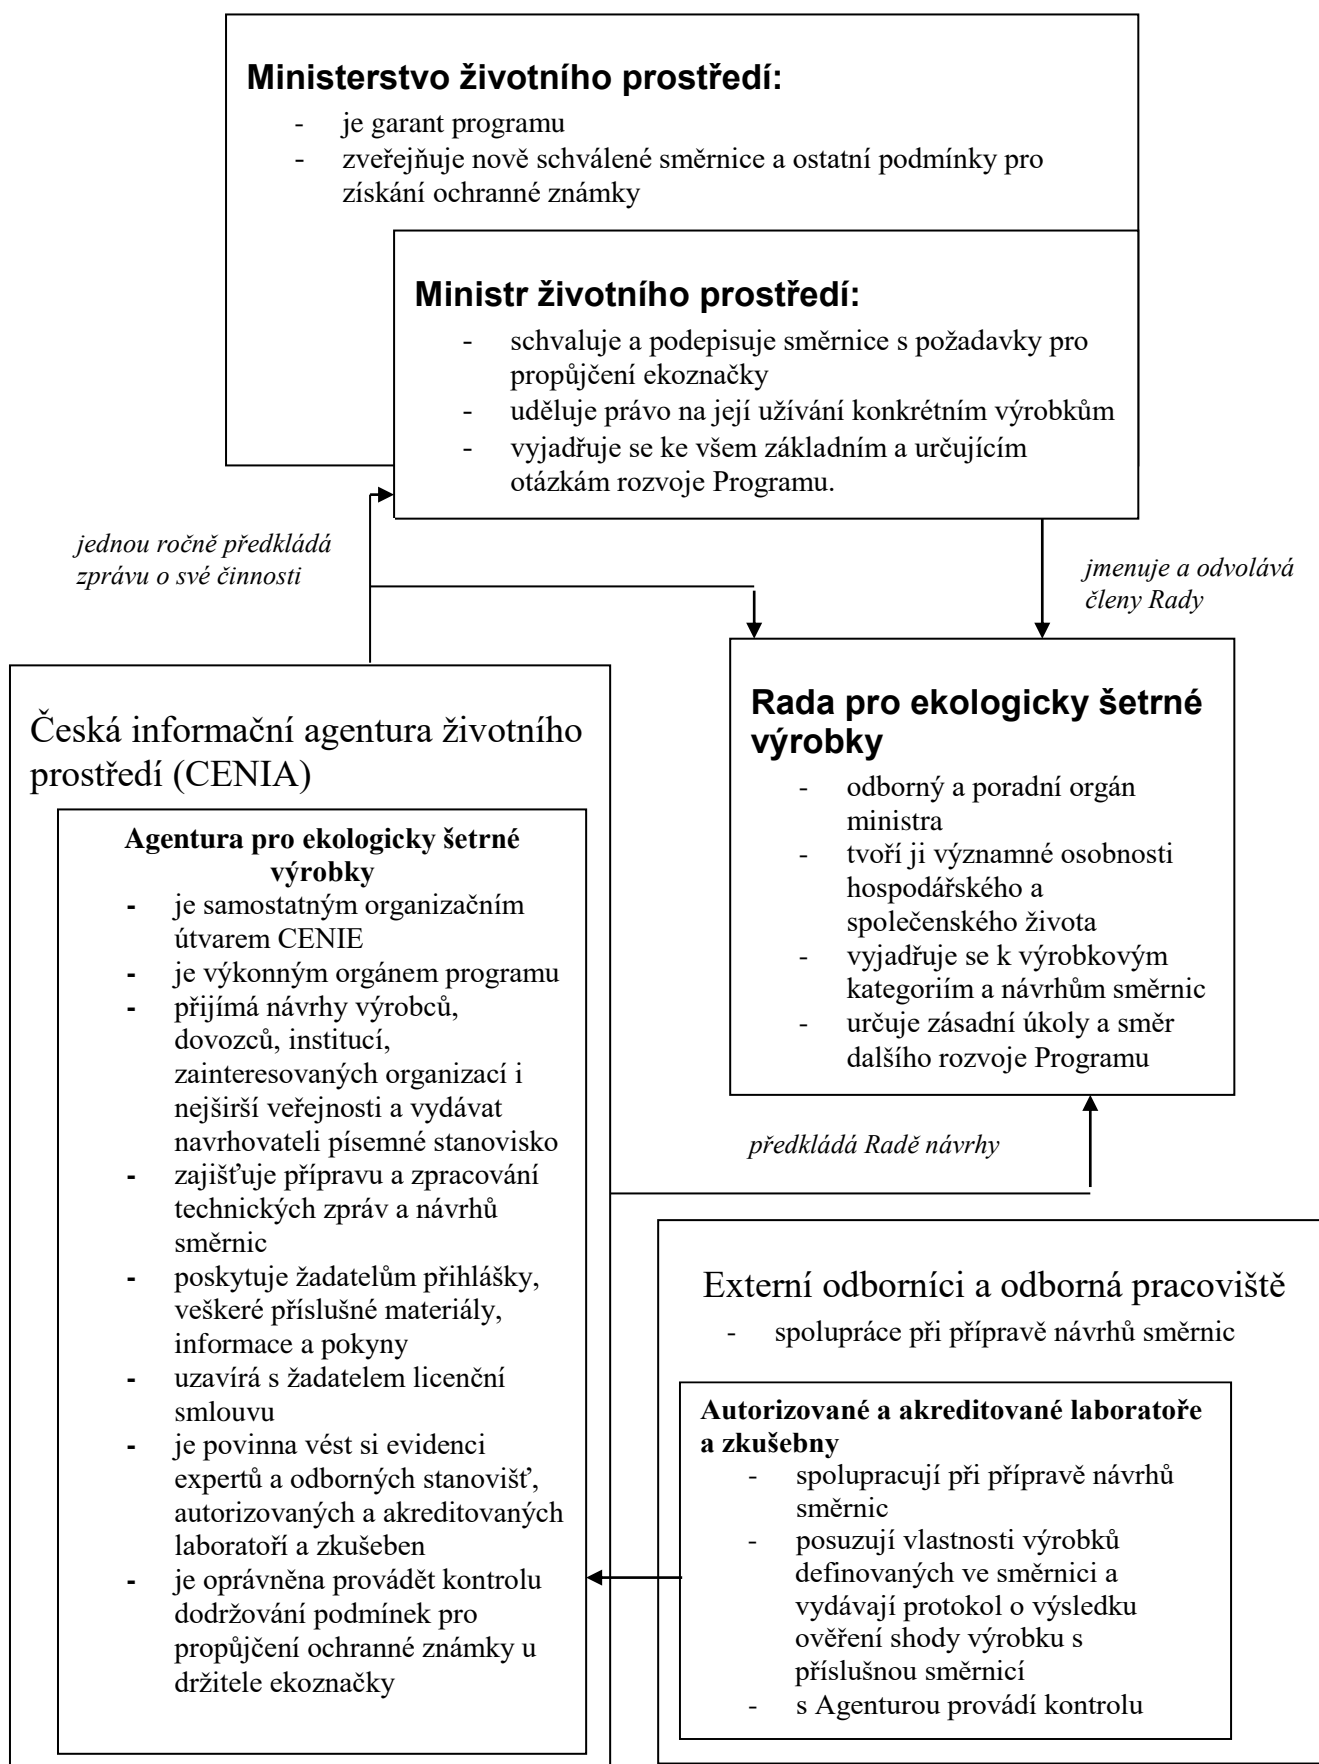 Ministerstvo životního prostředí:
- je garant programu
- zveřejňuje nově schválené směrnice a ostatní podmínky pro
získání ochranné známky
Ministr životního prostředí:
- schvaluje a podepisuje směrnice s požadavky pro
propůjčení ekoznačky
- uděluje právo na její užívání konkrétním výrobkům
- vyjadřuje se ke všem základním a určujícím
otázkám rozvoje Programu.
jednou ročně předkládá
zprávu o své činnosti
jmenuje a odvolává
členy Rady
Rada pro ekologicky šetrné
výrobky
- odborný a poradní orgán
ministra
- tvoří ji významné osobnosti
hospodářského a
společenského života
- vyjadřuje se k výrobkovým
kategoriím a návrhům směrnic
- určuje zásadní úkoly a směr
dalšího rozvoje Programu
Česká informační agentura životního
prostředí (CENIA)
Agentura pro ekologicky šetrné
výrobky
- je samostatným organizačním
útvarem CENIE
- je výkonným orgánem programu
- přijímá návrhy výrobců,
dovozců, institucí,
zainteresovaných organizací i
nejširší veřejnosti a vydávat
navrhovateli písemné stanovisko
- zajišťuje přípravu a zpracování
technických zpráv a návrhů
směrnic
- poskytuje žadatelům přihlášky,
veškeré příslušné materiály,
informace a pokyny
- uzavírá s žadatelem licenční
smlouvu
- je povinna vést si evidenci
expertů a odborných stanovišť,
autorizovaných a akreditovaných
laboratoří a zkušeben
- je oprávněna provádět kontrolu
dodržování podmínek pro
propůjčení ochranné známky u
držitele ekoznačky
předkládá Radě návrhy
Externí odborníci a odborná pracoviště
- spolupráce při přípravě návrhů směrnic
Autorizované a akreditované laboratoře
a zkušebny
- spolupracují při přípravě návrhů
směrnic
- posuzují vlastnosti výrobků
definovaných ve směrnici a
vydávají protokol o výsledku
ověření shody výrobku s
příslušnou směrnicí
- s Agenturou provádí kontrolu